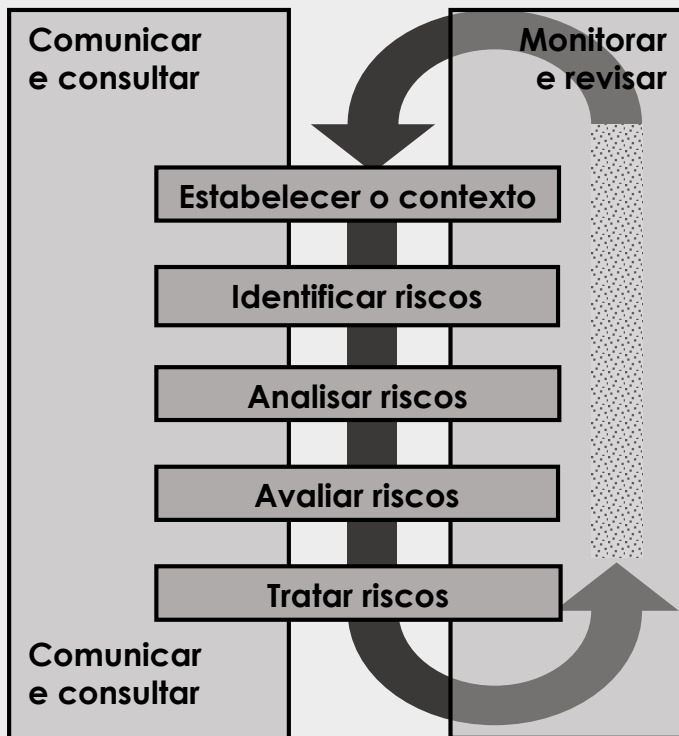 Comunicar
e consultar
Monitorar
e revisar
Estabelecer o contexto
Identificar riscos
Analisar riscos
Avaliar riscos
Tratar riscos
Comunicar
e consultar